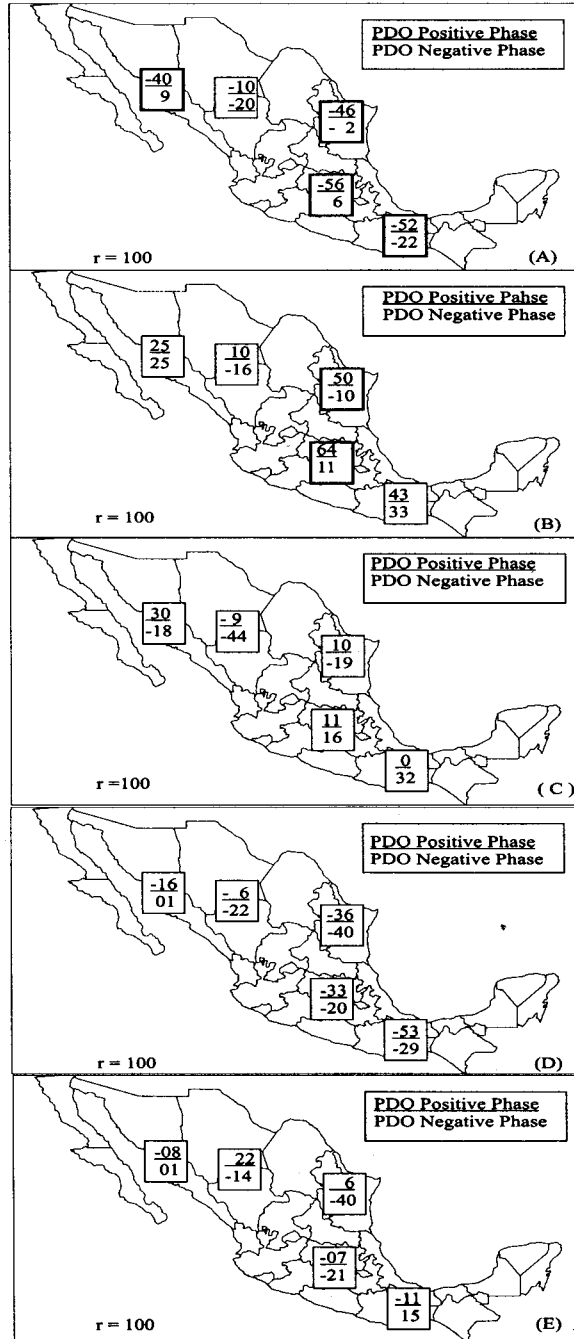 PDO Positive Phase
PDO Negative Phase
-40
9
-10
-20
-46
- 2
-56
6
-52
-22
r = 100
(A)
PDO Positive Pahse
PDO Negative Phase
25
25
10
-16
50
-10
64
11
43
33
r = 100
(B)
PDO Positive Phase
PDO Negative Phase
30
-18
- 9
-44
10
-19
11
16
0
32
r =100
( C )
PDO Positive Phase
PDO Negative Phase
-16
01
- 6
-22
-36
-40
-33
-20
-53
-29
r = 100
(D)
PDO Positive Phase
PDO Negative Phase
-08
01
22
-14
6
-40
-07
-21
-11
15
r = 100
(E)